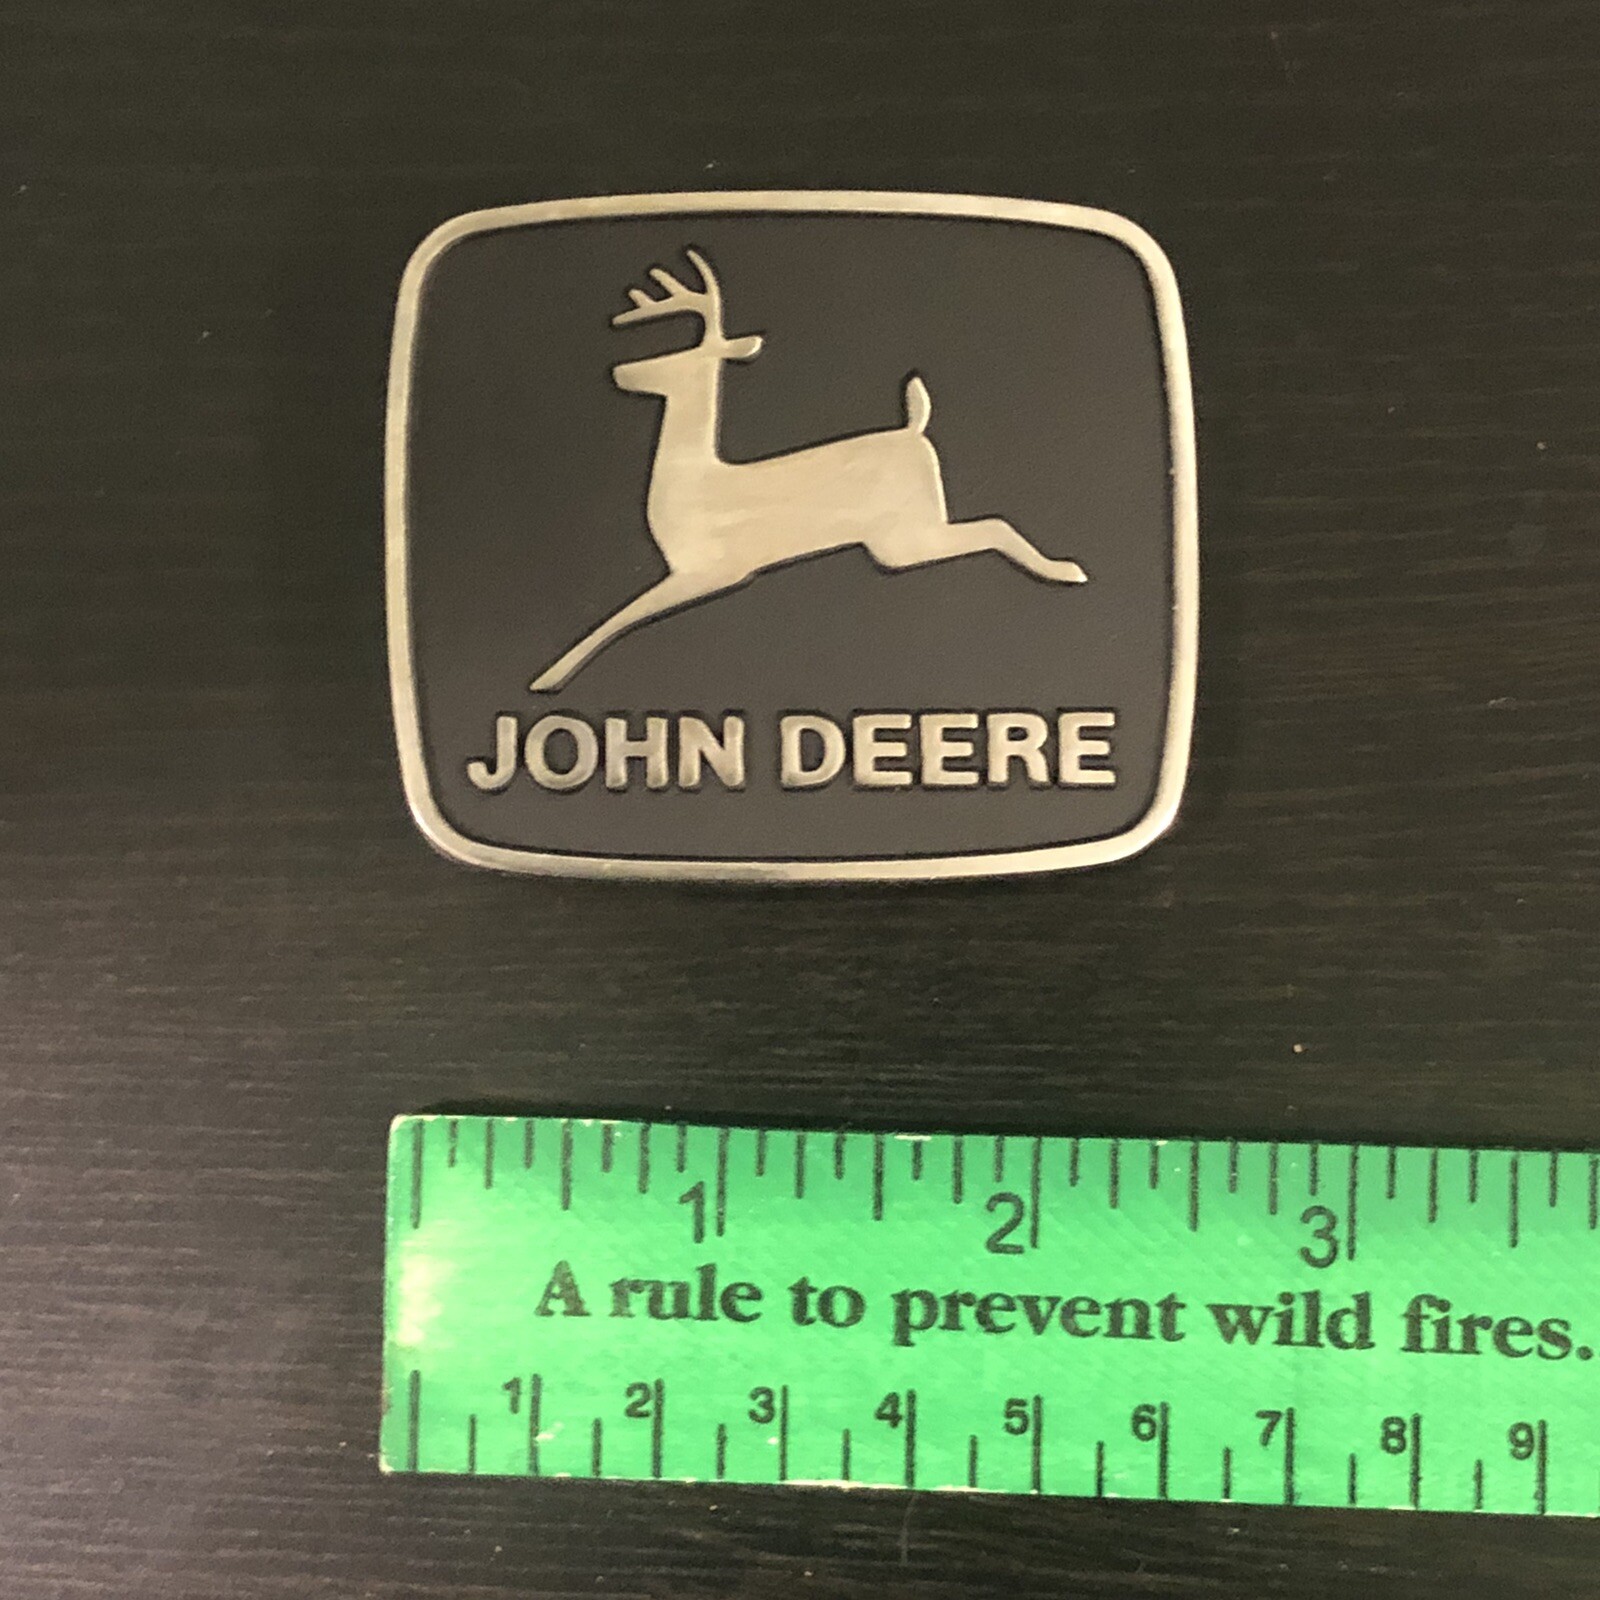 JOHN DEERE
1 2 3
A rule to prevent wild fires.
1 2 3 4 5 6 7 8 9